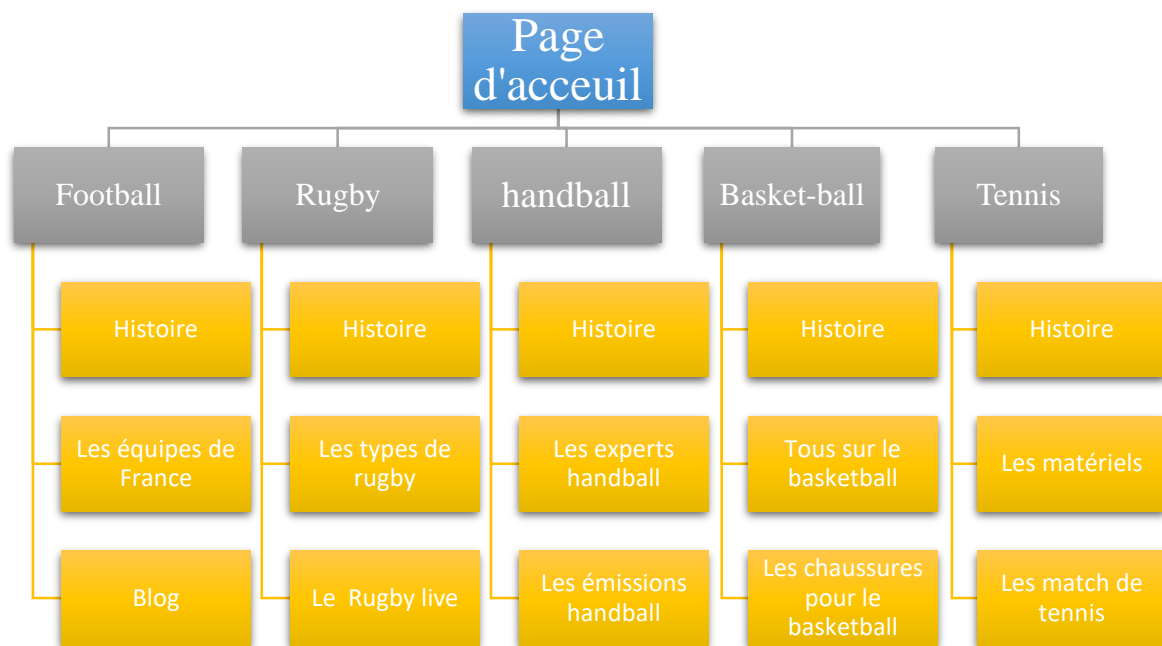 Page
d'acceuil
Football
Rugby
handball
Basket-ball
Tennis
Histoire
Histoire
Histoire
Histoire
Histoire
Les équipes de
France
Les types de
rugby
Les experts
handball
Tous sur le
basketball
Les matériels
Blog
Le Rugby live
Les émissions
handball
Les chaussures
pour le
basketball
Les match de
tennis